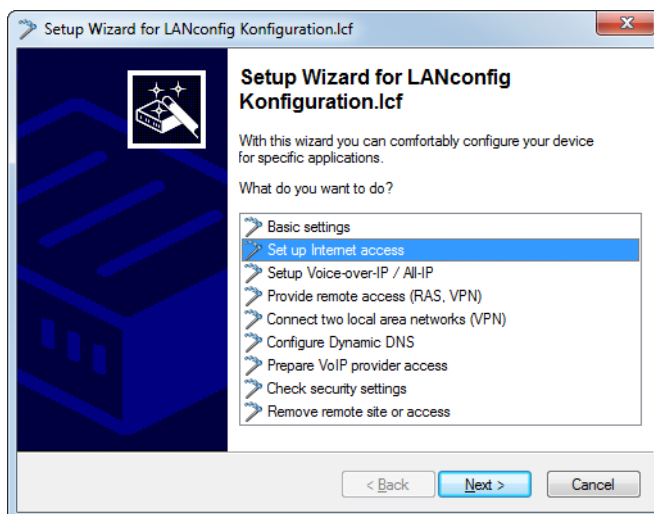 Setup Wizard for LANconfig Konfiguration.lcf
Setup Wizard for LANconfig
Konfiguration.lcf
With this wizard you can comfortably configure your device
for specific applications.
What do you want to do?
Basic settings
Set up Internet access
Setup Voice-over-IP / All-IP
Provide remote access (RAS, VPN)
Connect two local area networks (VPN)
Configure Dynamic DNS
Prepare VoIP provider access
Check security settings
Remove remote site or access
< Back
Next >
Cancel